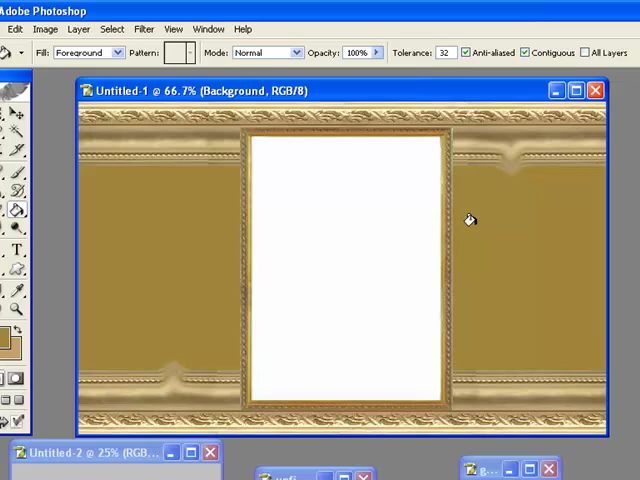 Adobe Photoshop
Edit Image Layer Select Filter View Window Help
Fill: Foreground Pattern: Mode: Normal Opacity: 100% Tolerance: 32 Anti-aliased Contiguous All Layers
Untitled-1 @ 66.7% (Background, RGB/8)
T
Untitled-2 @ 25% (RGB...
g...